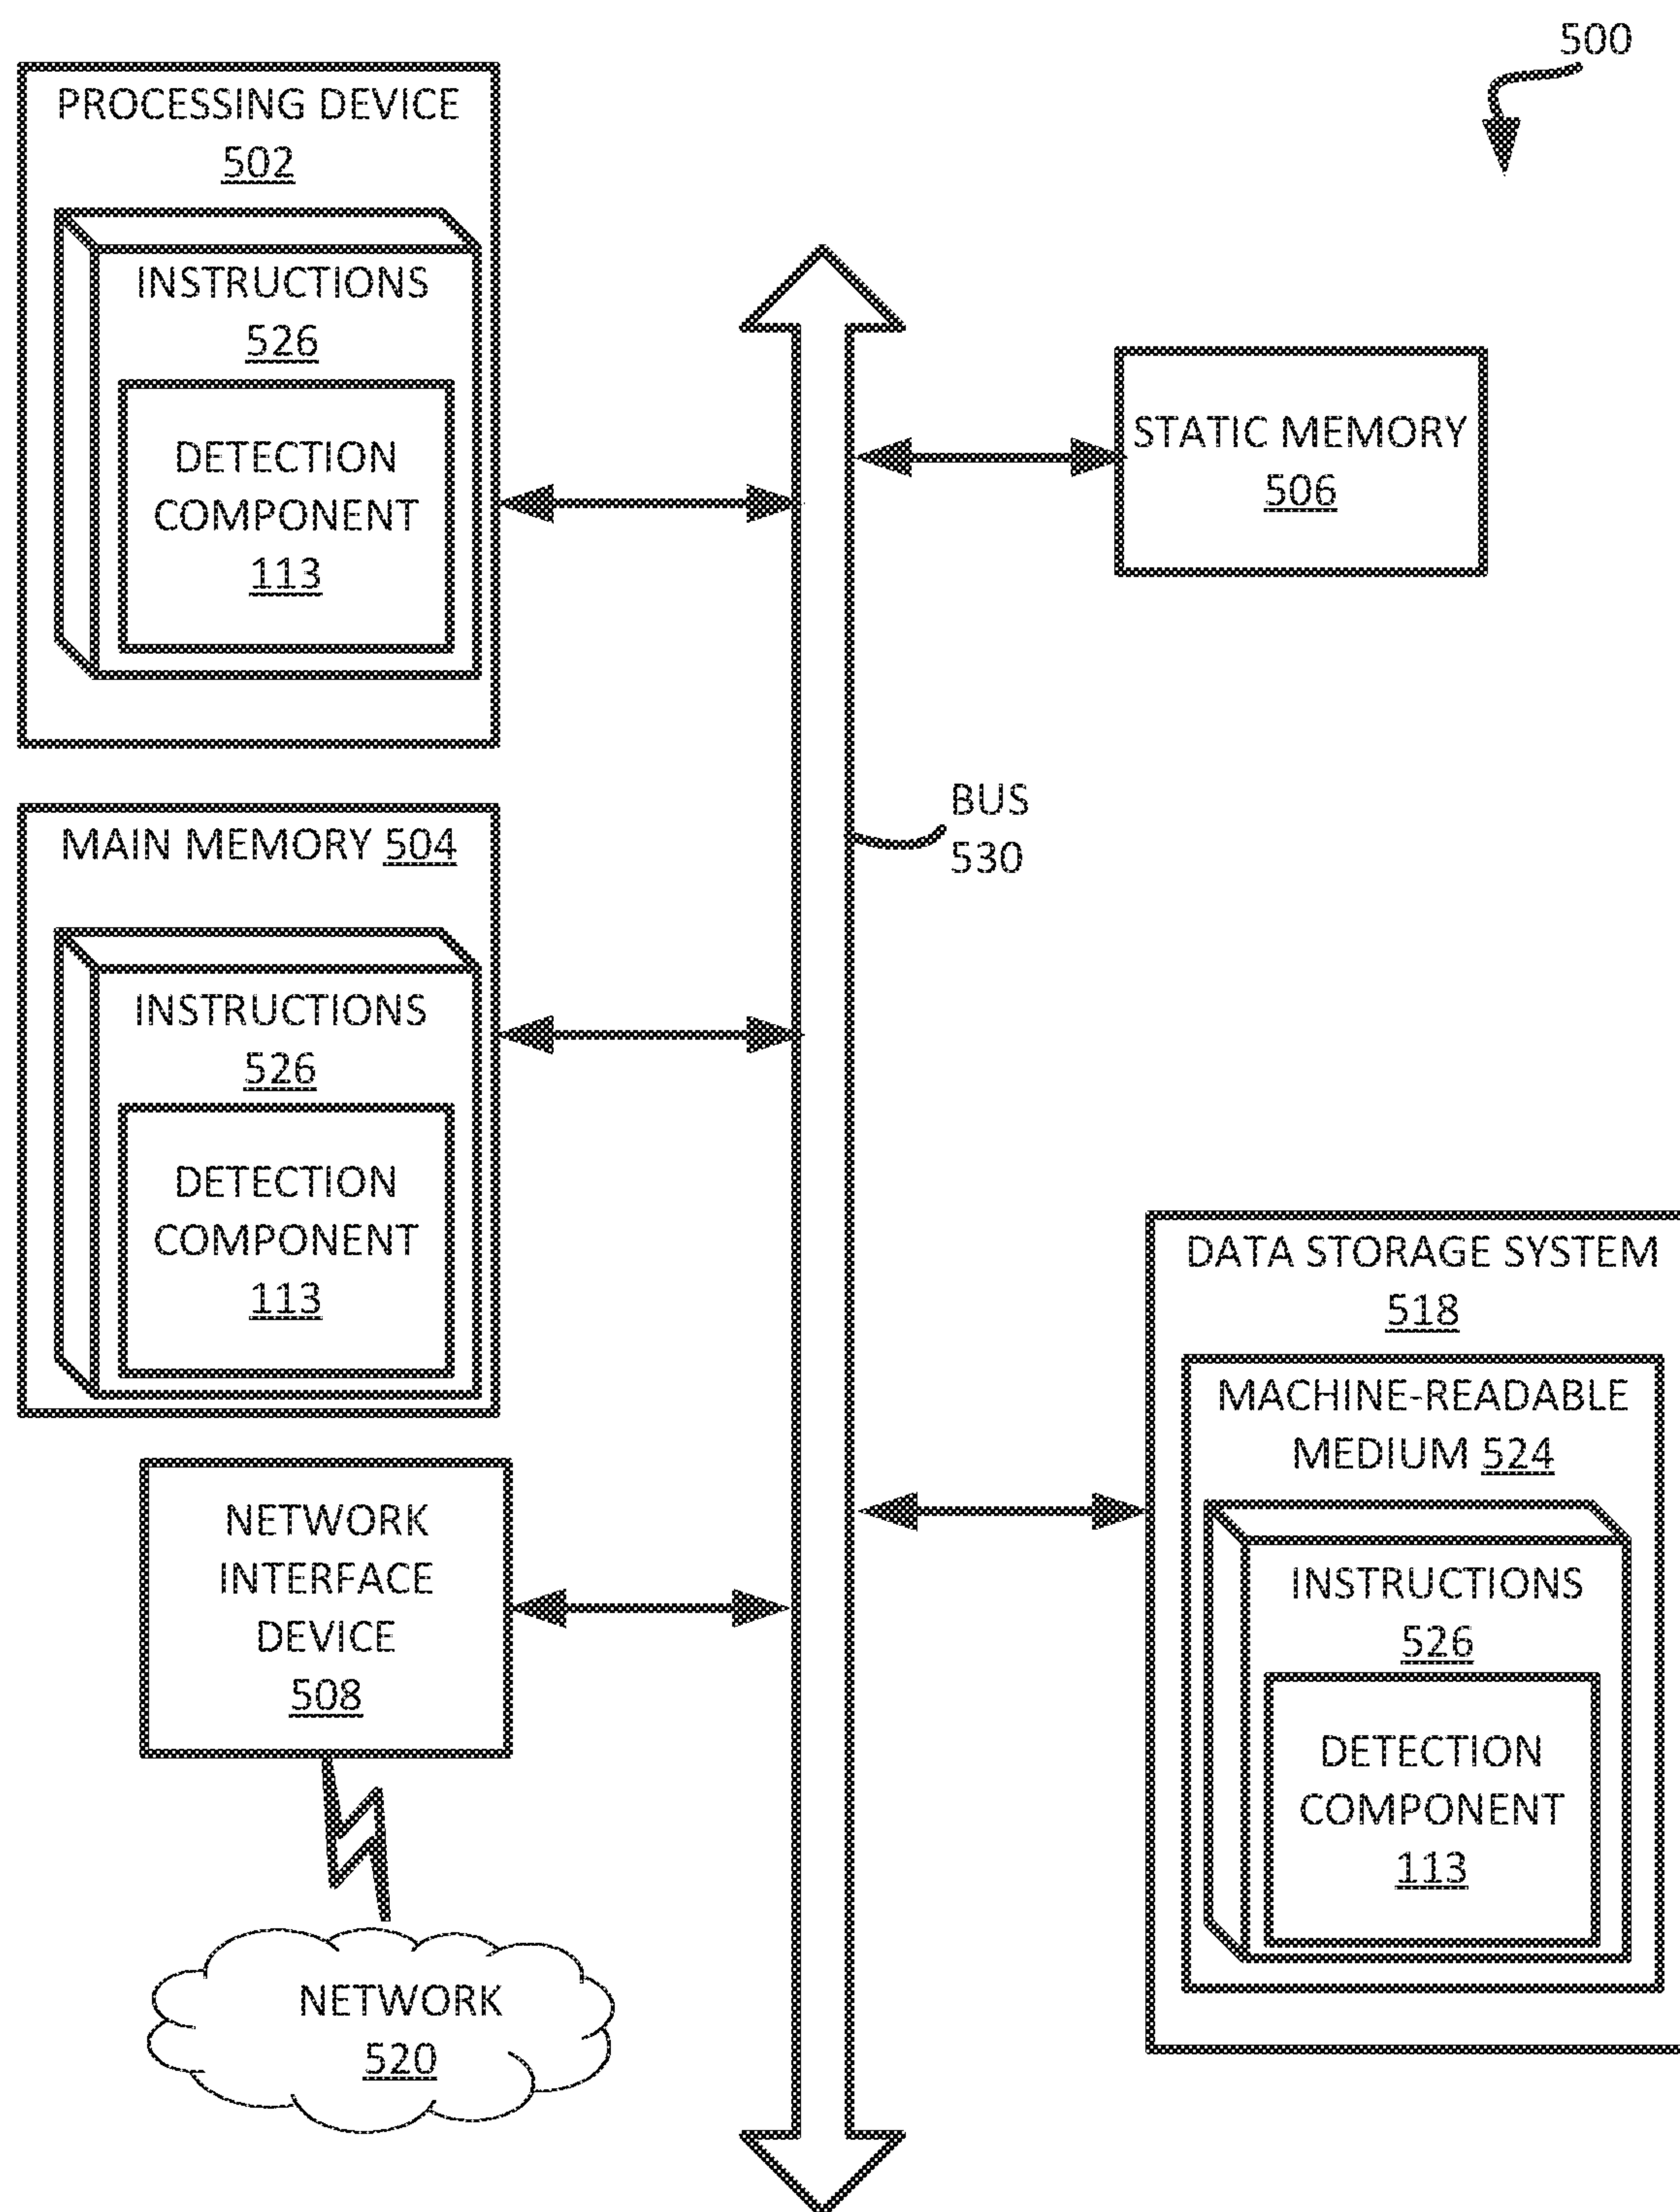 500
PROCESSING DEVICE
502
INSTRUCTIONS
526
DETECTION
COMPONENT
113
STATIC MEMORY
506
BUS
530
MAIN MEMORY 504
INSTRUCTIONS
526
DETECTION
COMPONENT
113
DATA STORAGE SYSTEM
518
MACHINE-READABLE
MEDIUM 524
INSTRUCTIONS
526
DETECTION
COMPONENT
113
NETWORK
INTERFACE
DEVICE
508
NETWORK
520